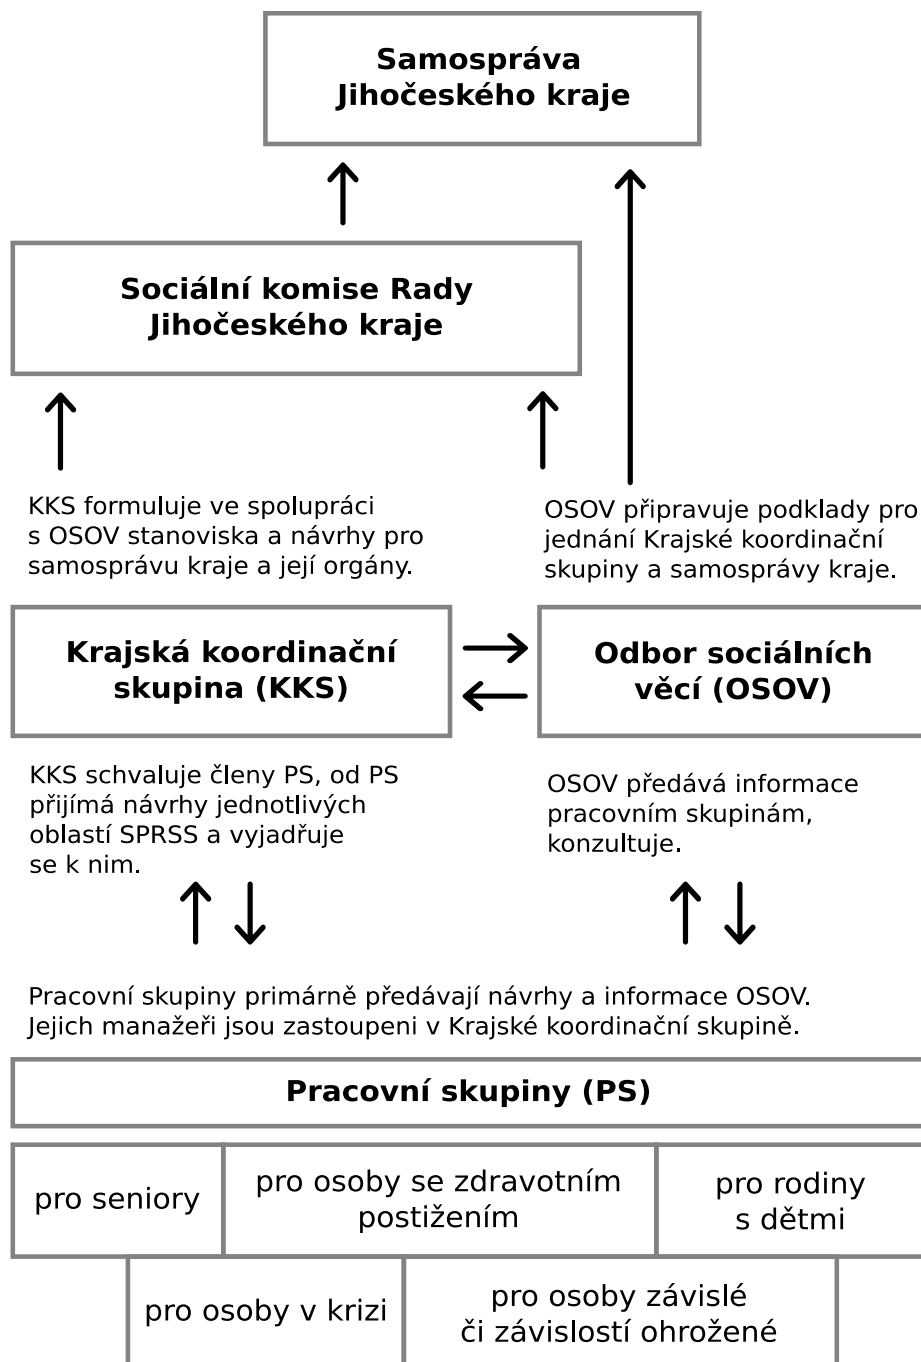 Samospráva
Jihočeského kraje
Sociální komise Rady
Jihočeského kraje
KKS formuluje ve spolupráci
s OSOV stanoviska a návrhy pro
samosprávu kraje a její orgány.
OSOV připravuje podklady pro
jednání Krajské koordinační
skupiny a samosprávy kraje.
Krajská koordinační
skupina (KKS)
Odbor sociálních
věcí (OSOV)
KKS schvaluje členy PS, od PS
přijímá návrhy jednotlivých
oblastí SPRSS a vyjadřuje
se k nim.
OSOV předává informace
pracovním skupinám,
konzultuje.
Pracovní skupiny primárně předávají návrhy a informace OSOV.
Jejich manažeři jsou zastoupeni v Krajské koordinační skupině.
Pracovní skupiny (PS)
pro seniory
pro osoby se zdravotním
postižením
pro rodiny
s dětmi
pro osoby v krizi
pro osoby závislé
či závislostí ohrožené